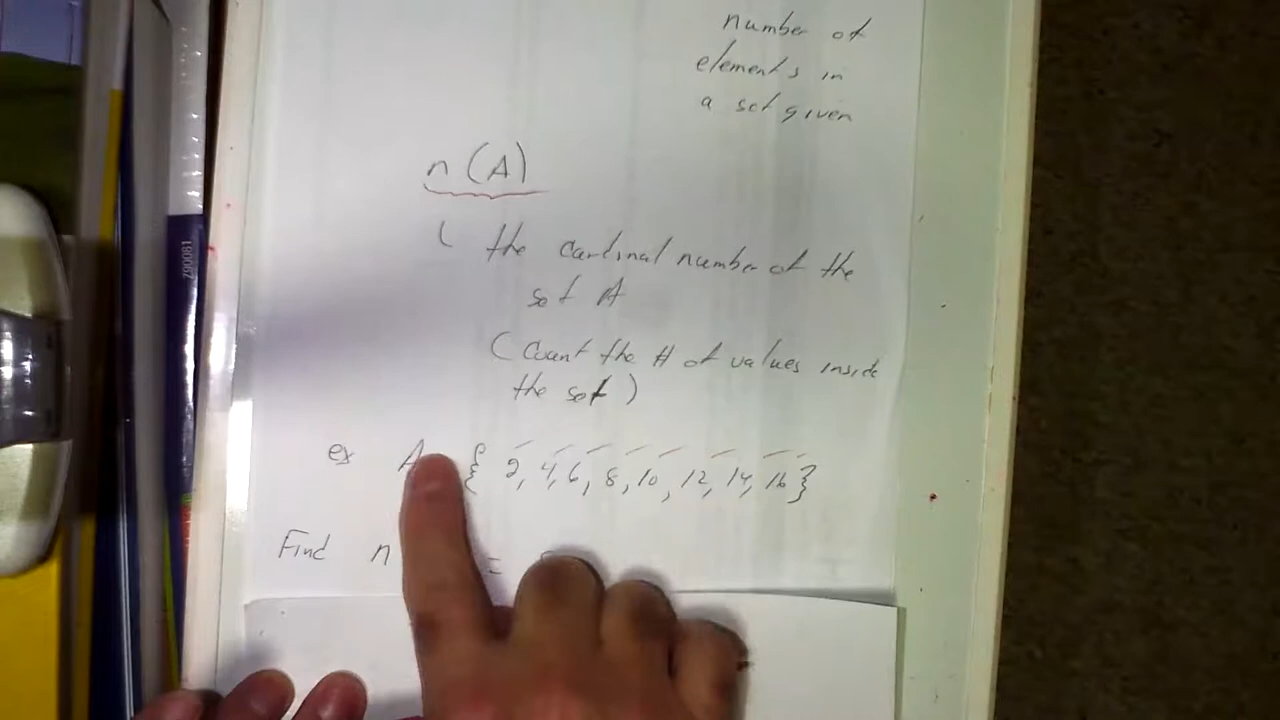 number of
elements in
a set given
n (A)
the cardinal number of the
set A
(count the # of values inside
the set)
ex A { 2, 4, 6, 8, 10, 12, 14, 16 }
Find n =
180067